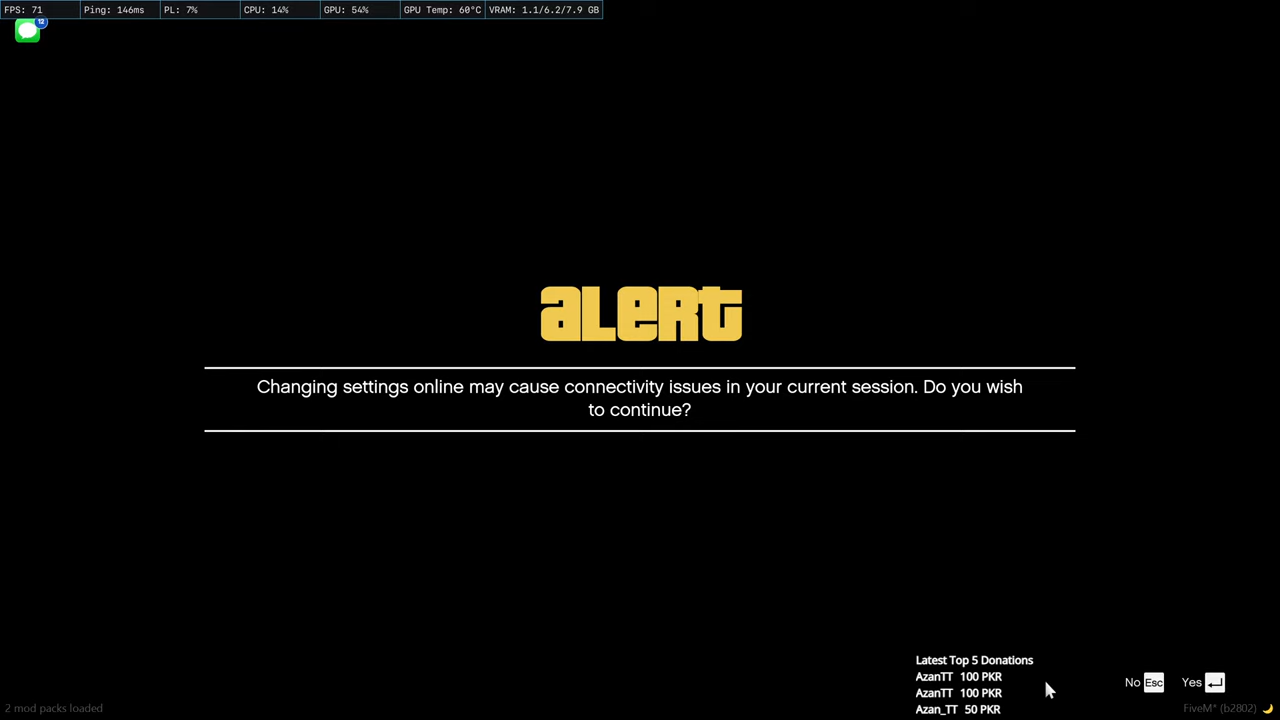 FPS: 71 Ping: 146ms PL: 7% CPU: 14% GPU: 54% GPU Temp: 60°C VRAM: 1.1/6.2/7.9 GB
12
alert
Changing settings online may cause connectivity issues in your current session. Do you wish
to continue?
Latest Top 5 Donations
AzanTT 100 PKR
AzanTT 100 PKR
Azan_TT 50 PKR
No Esc Yes
2 mod packs loaded
FiveM* (b2802)